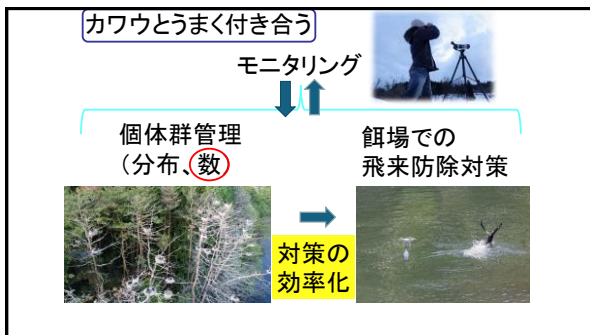 カワウとうまく付き合う
モニタリング
個体群管理
(分布、数)
餌場での
飛来防除対策
対策の
効率化